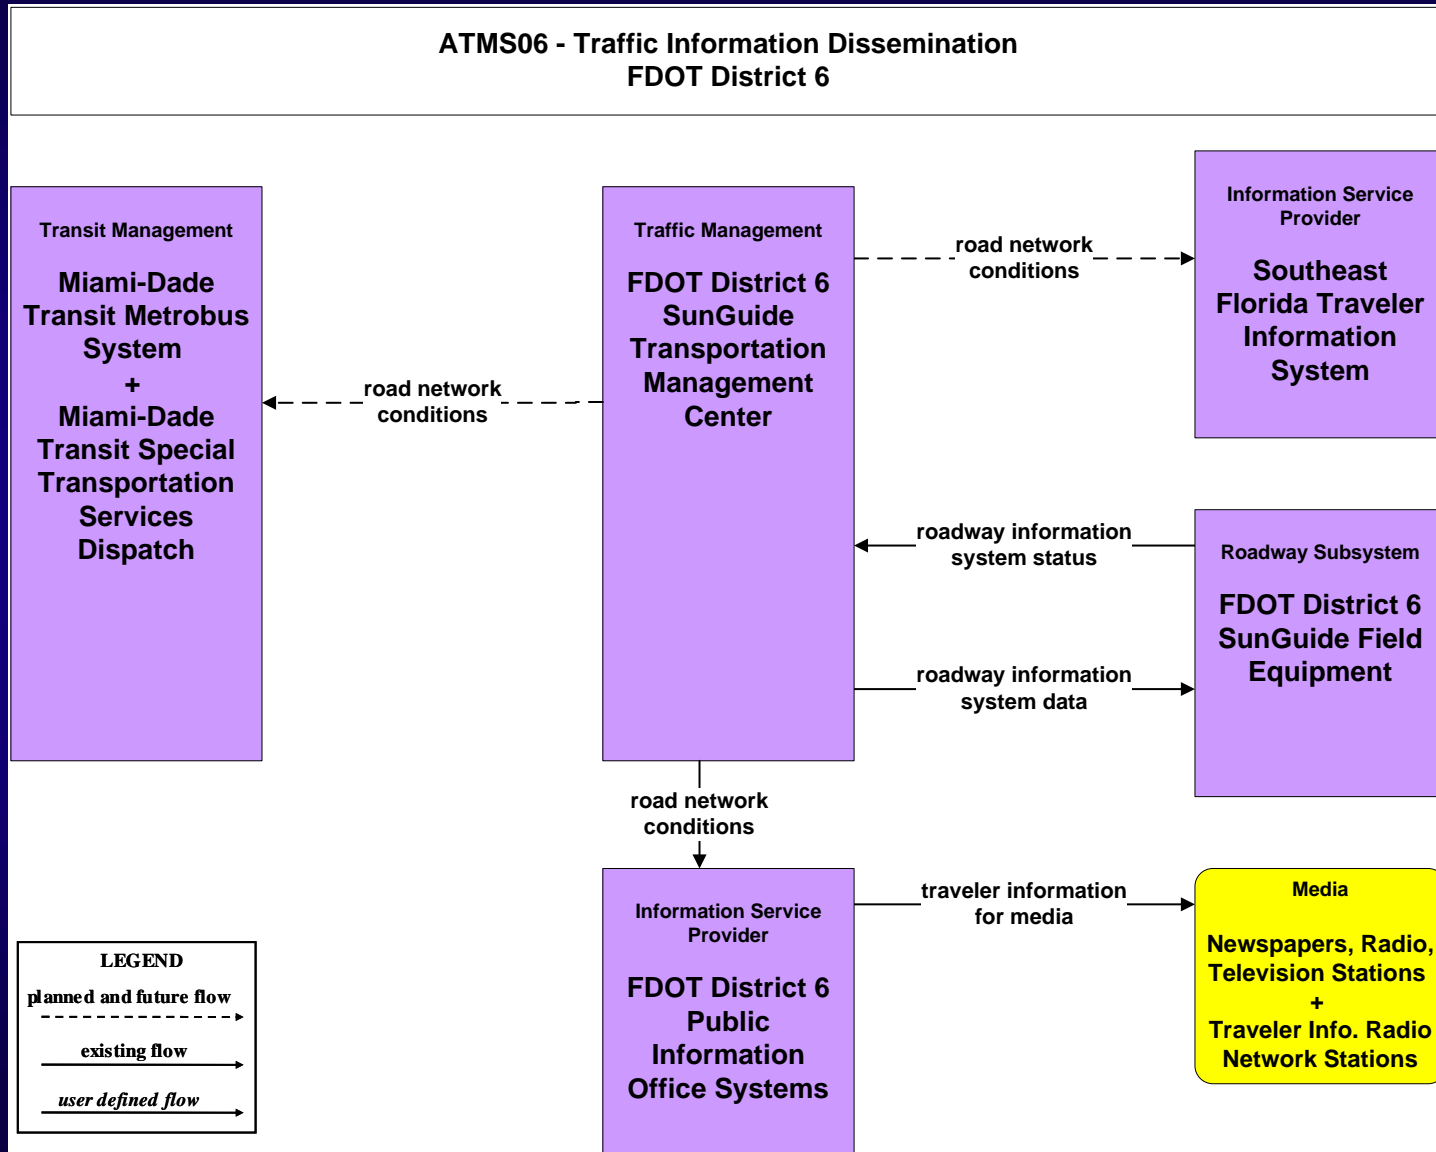 ATMS06 - Traffic Information Dissemination
FDOT District 6
Transit Management
Miami-Dade
Transit Metrobus
System
+
Miami-Dade
Transit Special
Transportation
Services
Dispatch
road network
conditions
Traffic Management
FDOT District 6
SunGuide
Transportation
Management
Center
road network
conditions
Information Service
Provider
Southeast
Florida Traveler
Information
System
roadway information
system status
roadway information
system data
Roadway Subsystem
FDOT District 6
SunGuide Field
Equipment
road network
conditions
Information Service
Provider
FDOT District 6
Public
Information
Office Systems
traveler information
for media
Media
Newspapers, Radio,
Television Stations
+
Traveler Info. Radio
Network Stations
LEGEND
planned and future flow
existing flow
user defined flow